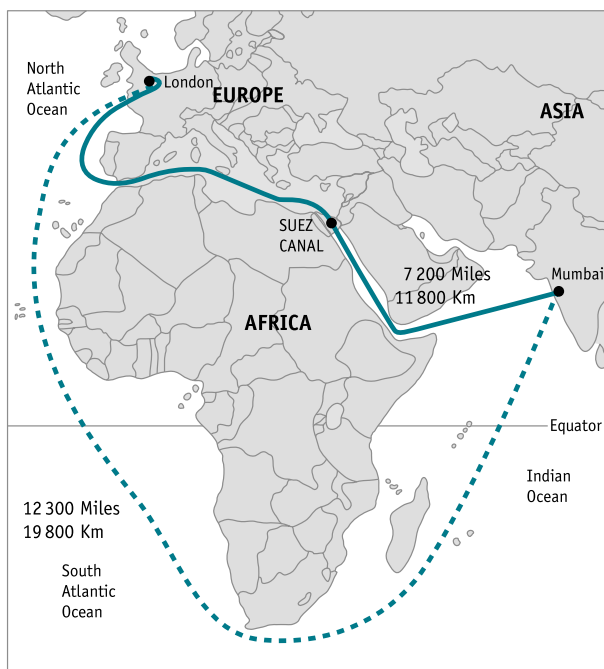 North
Atlantic
Ocean
London
EUROPE
ASIA
SUEZ
CANAL
7 200 Miles
11 800 Km
Mumbai
AFRICA
Equator
Indian
Ocean
12 300 Miles
19 800 Km
South
Atlantic
Ocean